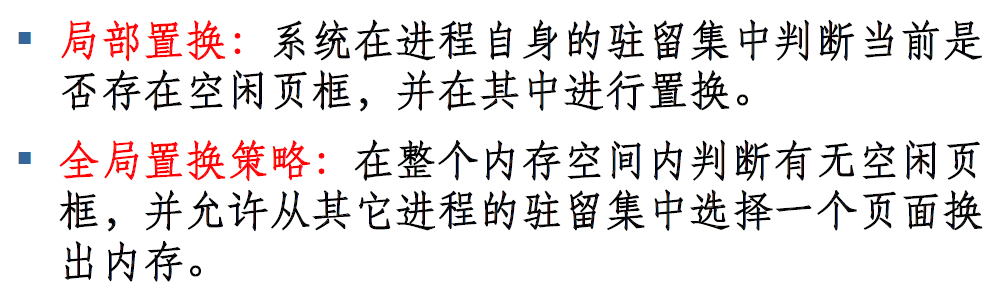 ▪ 局部置换：系统在进程自身的驻留集中判断当前是
否存在空闲页框，并在其中进行置换。
▪ 全局置换策略：在整个内存空间内判断有无空闲页
框，并允许从其它进程的驻留集中选择一个页面换
出内存。